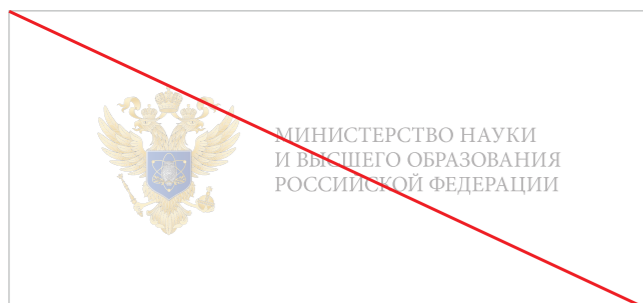 МИНИСТЕРСТВО НАУКИ
И ВЫСШЕГО ОБРАЗОВАНИЯ
РОССИЙСКОЙ ФЕДЕРАЦИИ